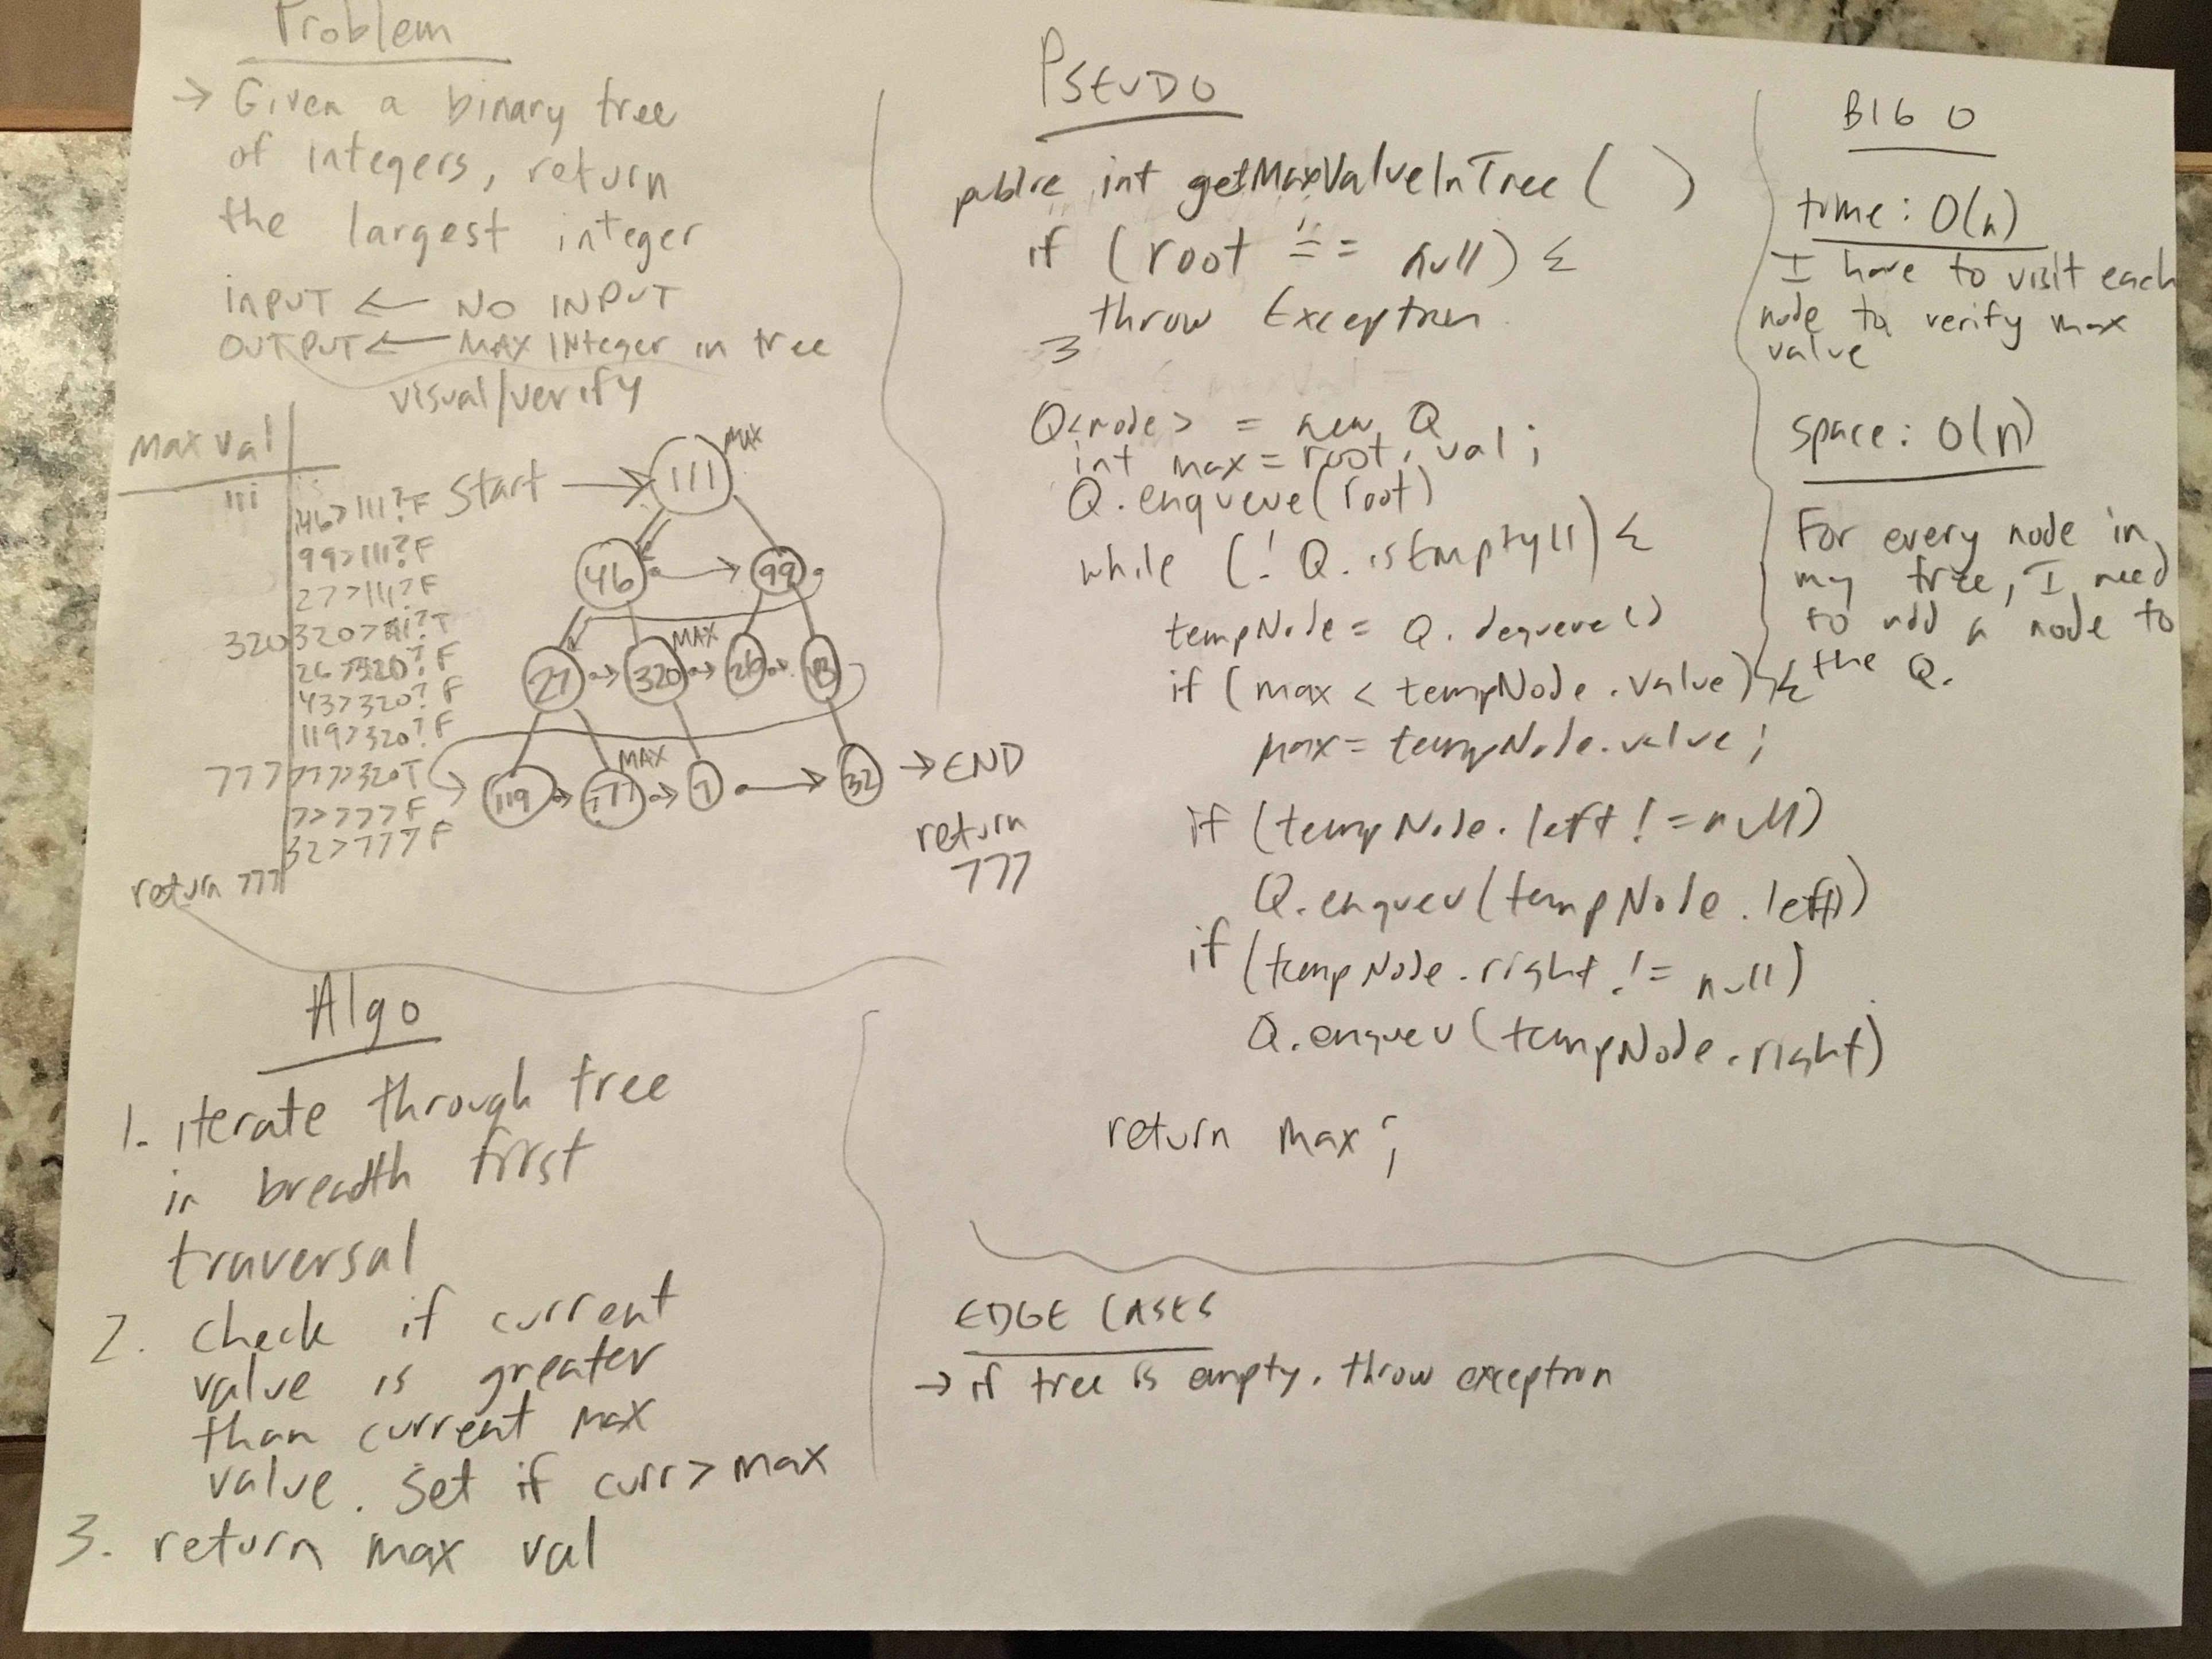 Problem
→ Given a binary tree
of integers, return
the largest integer
INPUT ← NO INPUT
OUTPUT ← MAX INteger in tree
visual/verify
Max Val
111
46>111?F
99>111?F
27>111?F
320 320>111?T
26>320?F
43>320?F
119>320?F
777 777>320T
7>777F
32>777F
return 777
Start → 111 MAX
46 → 99
27 → 320 MAX → 26 → 43
119 → 777 MAX → 7 → 32 → END
return
777
Algo
1. iterate through tree
in breadth first
traversal
2. check if current
value is greater
than current max
value. Set if curr > max
3. return max val
PSEUDO
public int getMaxValueInTree ( )
if (root == null) {
throw Exception
}
Q<node> = new Q
int max = root.val;
Q.enqueue(root)
while (!Q.isEmpty()) {
tempNode = Q.dequeue()
if (max < tempNode.value) {
max = tempNode.value;
if (tempNode.left != null)
Q.enqueu(tempNode.left)
if (tempNode.right != null)
Q.enqueu(tempNode.right)
return max;
EDGE CASES
→ if tree is empty, throw exception
BIG O
time: O(n)
I have to visit each
node to verify max
value
space: O(n)
For every node in
my tree, I need
to add a node to
the Q.